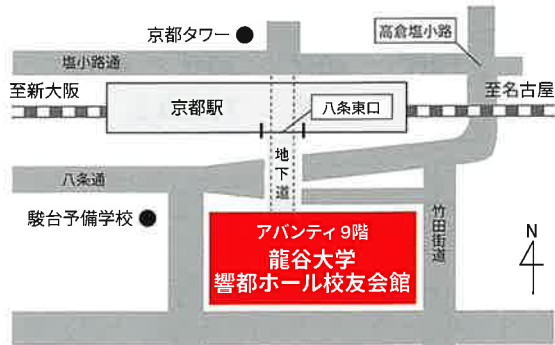 京都タワー
高倉塩小路
塩小路通
至新大阪
京都駅
八条東口
至名古屋
地下道
八条通
駿台予備学校
竹田街道
アバンティ9階
龍谷大学
響都ホール校友会館
N